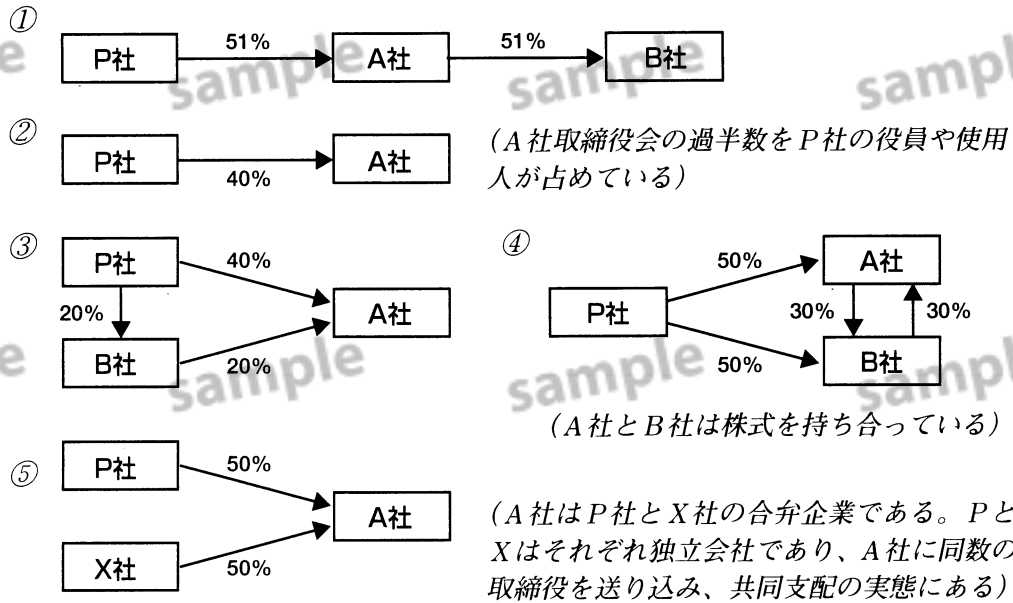 ①
P社 51% A社 51% B社
②
P社 40% A社
(A社取締役会の過半数をP社の役員や使用
人が占めている)
③
P社 40%
20% A社
B社 20%
④
50% A社
P社 30% 30%
50% B社
(A社とB社は株式を持ち合っている)
⑤
P社 50%
A社
X社 50%
(A社はP社とX社の合弁企業である。Pと
Xはそれぞれ独立会社であり、A社に同数の
取締役を送り込み、共同支配の実態にある)
sample
sample
sample
sample
sample
sample